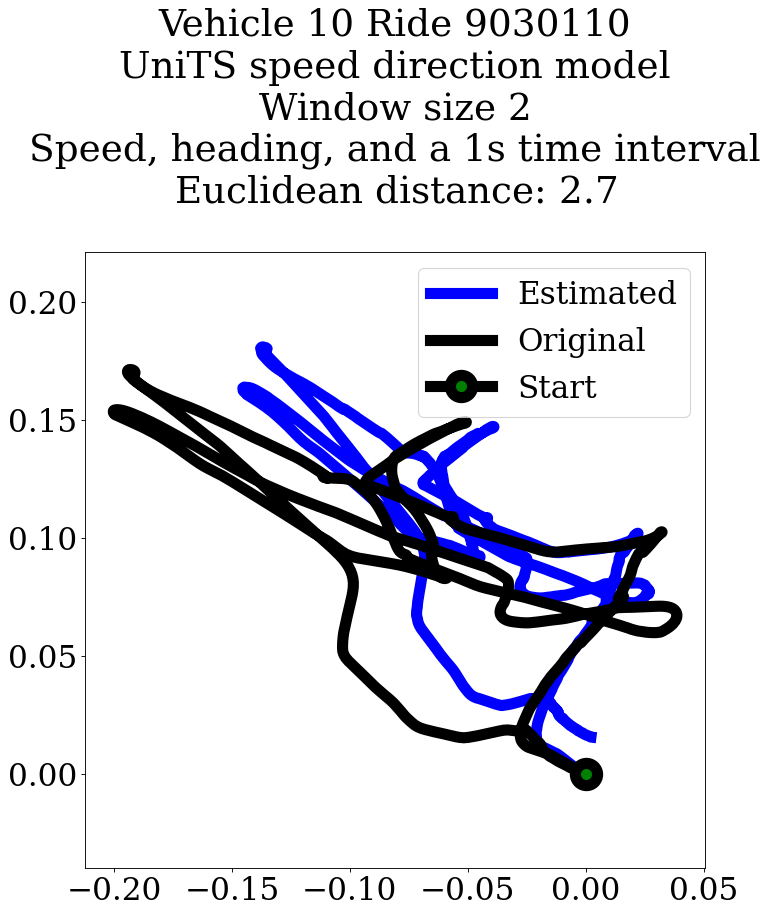 Vehicle 10 Ride 9030110
UniTS speed direction model
Window size 2
Speed, heading, and a 1s time interval
Euclidean distance: 2.7
Estimated
Original
Start
0.20
0.15
0.10
0.05
0.00
−0.20 −0.15 −0.10 −0.05 0.00 0.05